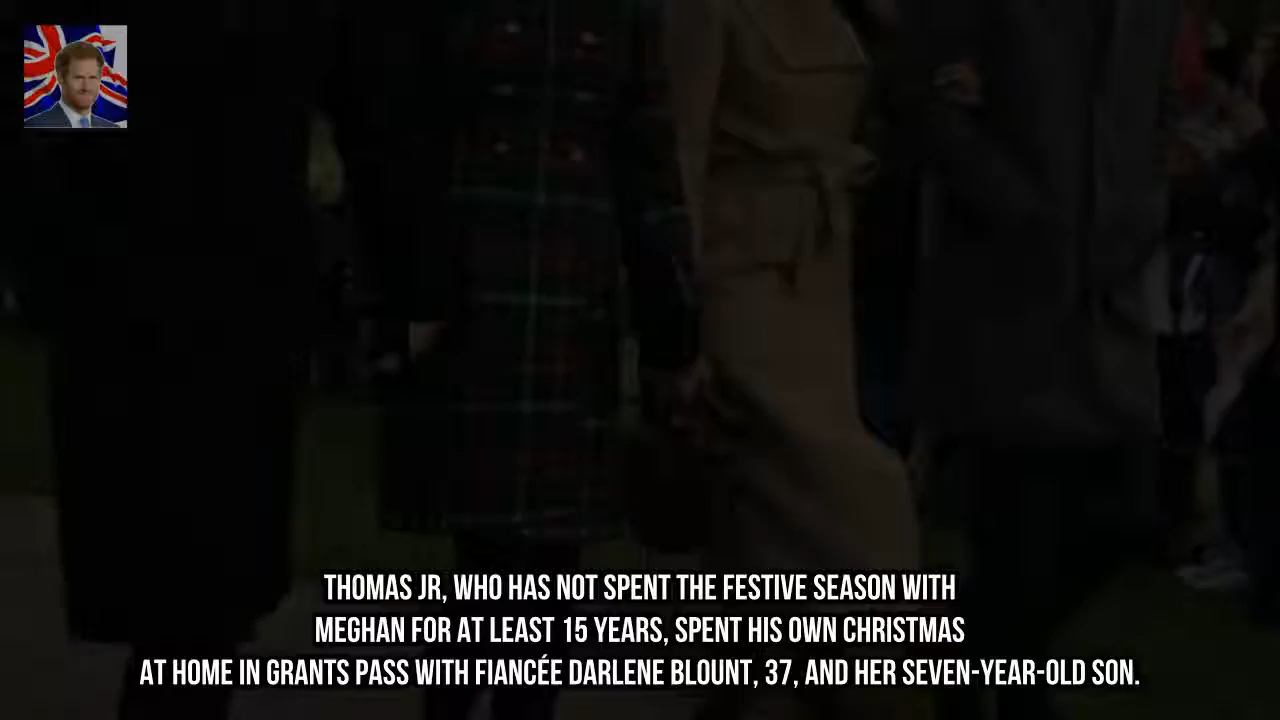 THOMAS JR, WHO HAS NOT SPENT THE FESTIVE SEASON WITH
MEGHAN FOR AT LEAST 15 YEARS, SPENT HIS OWN CHRISTMAS
AT HOME IN GRANTS PASS WITH FIANCÉE DARLENE BLOUNT, 37, AND HER SEVEN-YEAR-OLD SON.